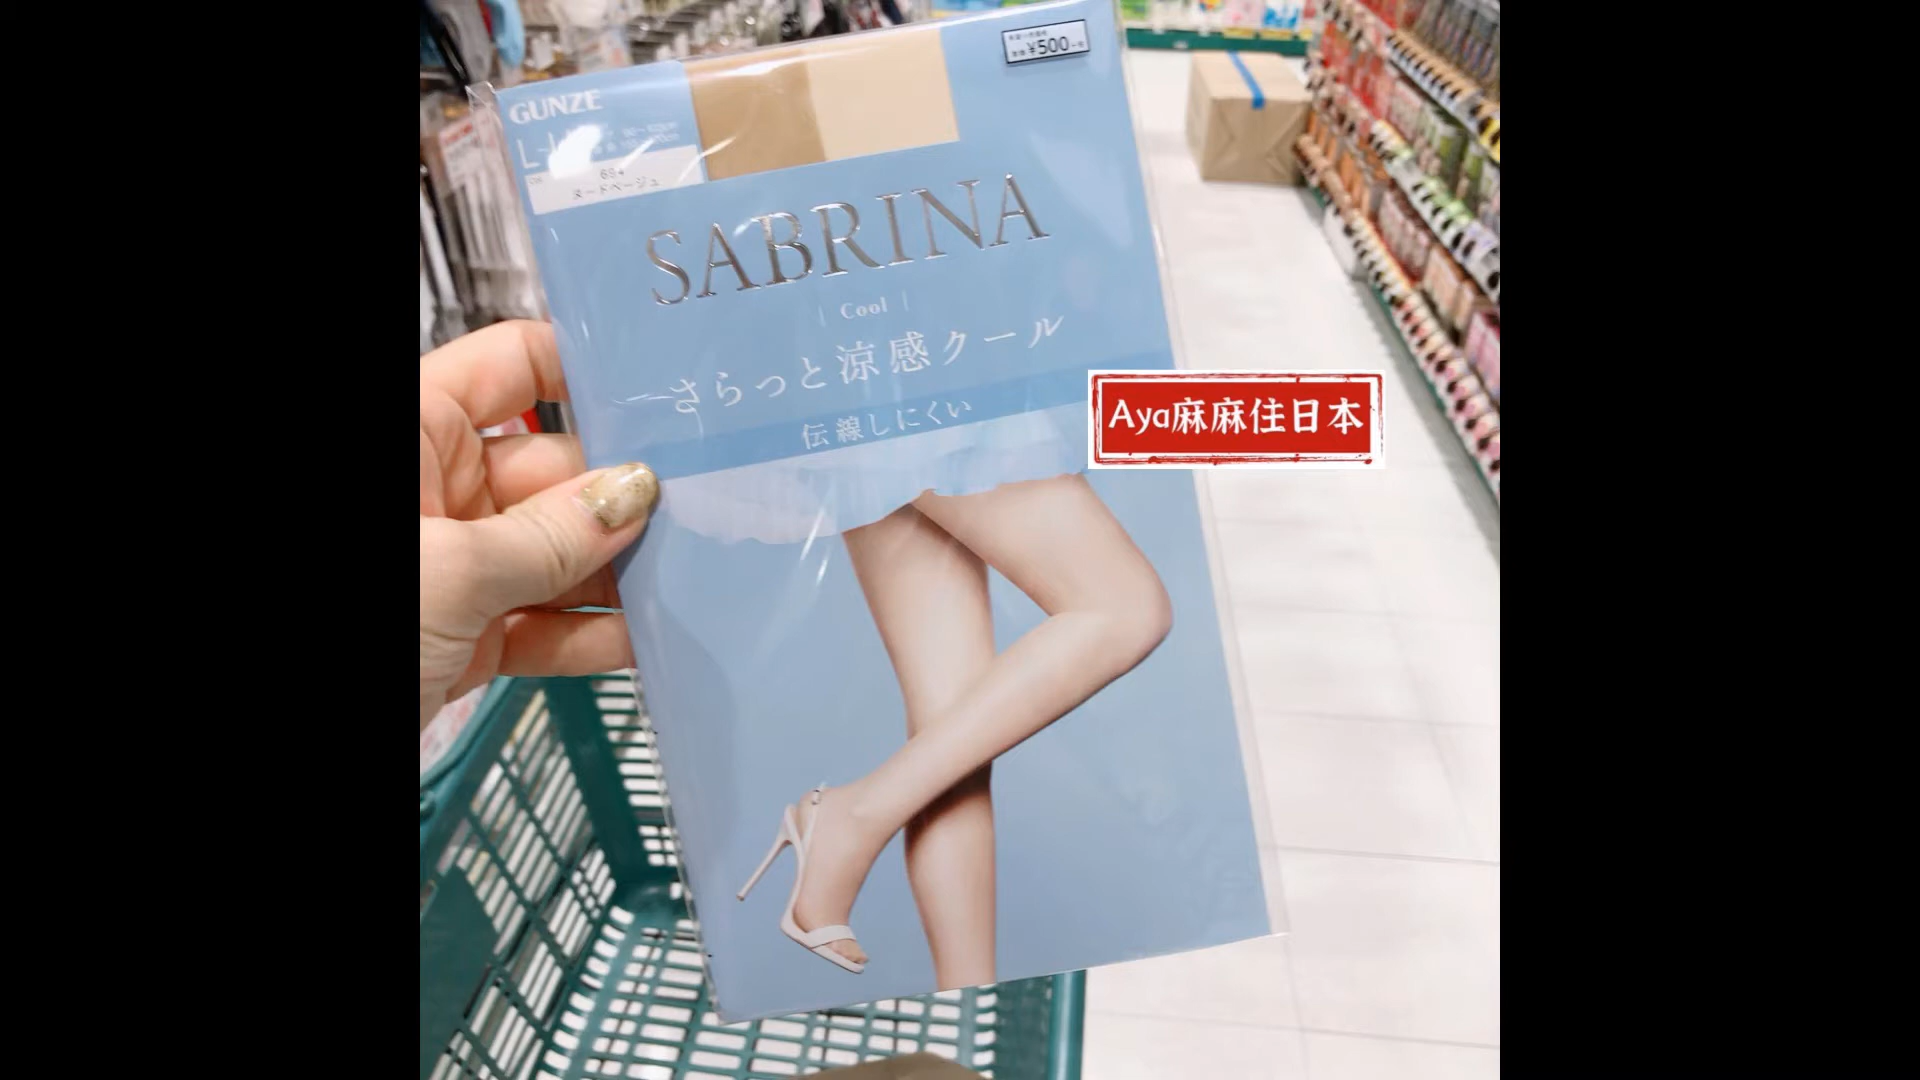 GUNZE
¥500
ヌードベージュ
SABRINA
Cool
さらっと涼感クール
伝線しにくい
Aya麻麻住日本